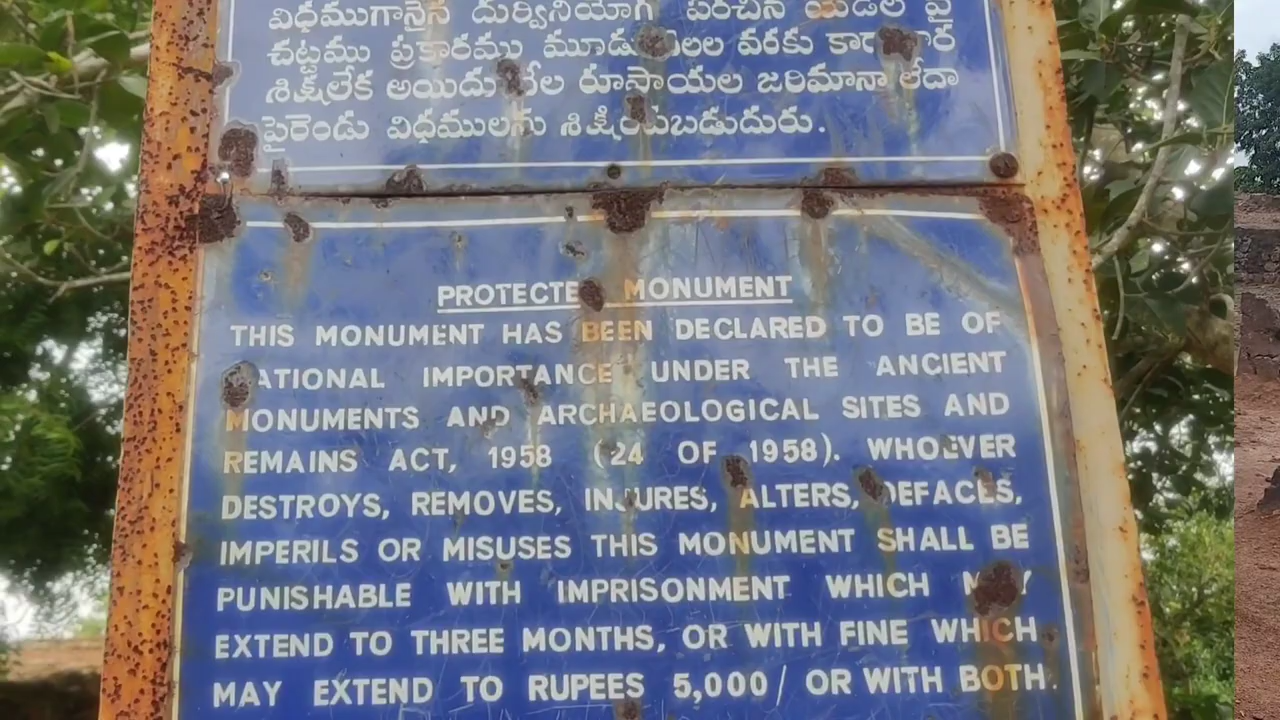 విధముగానైన దుర్వినియోగ పరచిన యెడల పై
చట్టము ప్రకారము మూడు నెలల వరకు
శిక్షలేక అయిదు వేల రూపాయల జరిమానా లేదా
పైరెండు విధములను శిక్షింపబడుదురు.
PROTECTED MONUMENT
THIS MONUMENT HAS BEEN DECLARED TO BE OF
NATIONAL IMPORTANCE UNDER THE ANCIENT
MONUMENTS AND ARCHAEOLOGICAL SITES AND
REMAINS ACT, 1958 (24 OF 1958). WHOEVER
DESTROYS, REMOVES, INJURES, ALTERS, DEFACES,
IMPERILS OR MISUSES THIS MONUMENT SHALL BE
PUNISHABLE WITH IMPRISONMENT WHICH MAY
EXTEND TO THREE MONTHS, OR WITH FINE WHICH
MAY EXTEND TO RUPEES 5,000/ OR WITH BOTH.